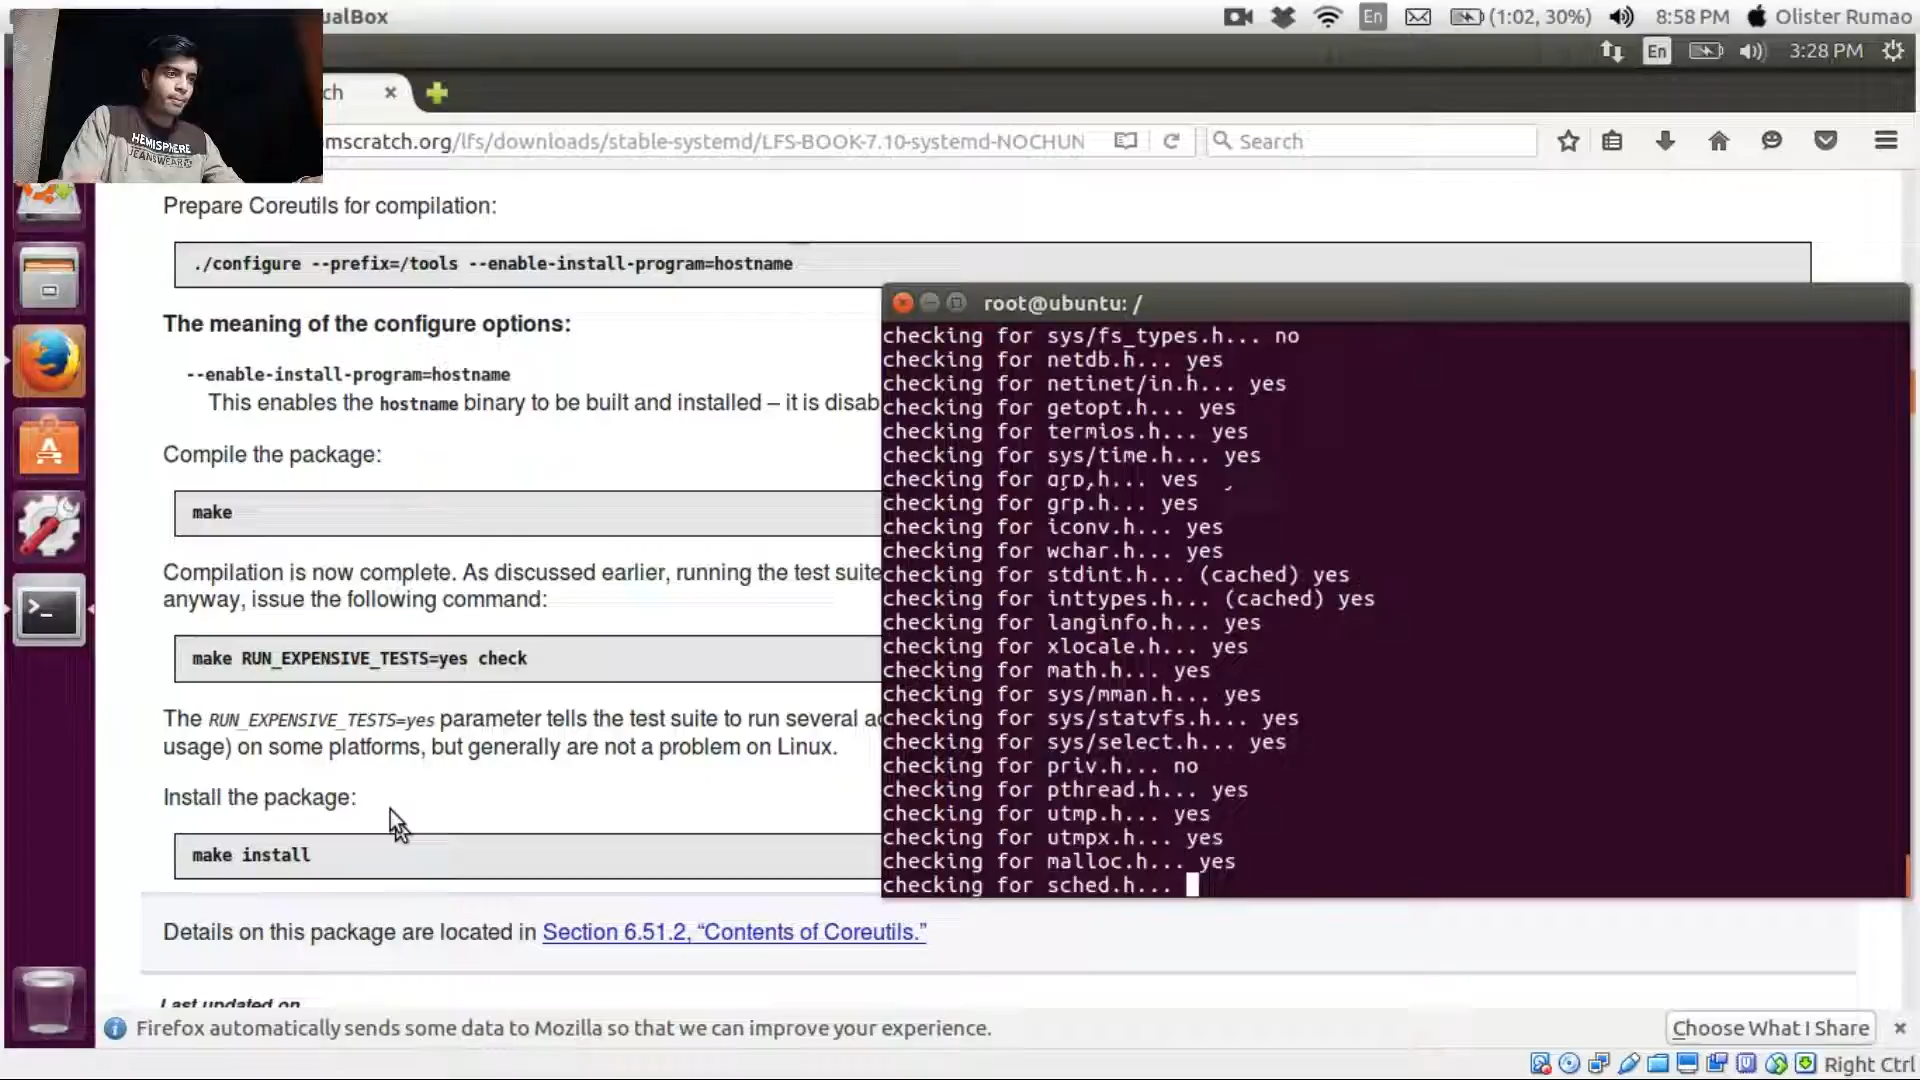 ualBox
En
(1:02, 30%)
8:58 PM
Olister Rumao
En
3:28 PM
ch
HEMISPHERE
JEANSWEAR
mscratch.org/lfs/downloads/stable-systemd/LFS-BOOK-7.10-systemd-NOCHUN
Search
Prepare Coreutils for compilation:
./configure --prefix=/tools --enable-install-program=hostname
The meaning of the configure options:
--enable-install-program=hostname
This enables the hostname binary to be built and installed – it is disab
Compile the package:
make
Compilation is now complete. As discussed earlier, running the test suite
anyway, issue the following command:
make RUN_EXPENSIVE_TESTS=yes check
The RUN_EXPENSIVE_TESTS=yes parameter tells the test suite to run several ad
usage) on some platforms, but generally are not a problem on Linux.
Install the package:
make install
Details on this package are located in Section 6.51.2, “Contents of Coreutils.”
Last updated on
root@ubuntu: /
checking for sys/fs_types.h... no
checking for netdb.h... yes
checking for netinet/in.h... yes
checking for getopt.h... yes
checking for termios.h... yes
checking for sys/time.h... yes
checking for grp.h... yes
checking for grp.h... yes
checking for iconv.h... yes
checking for wchar.h... yes
checking for stdint.h... (cached) yes
checking for inttypes.h... (cached) yes
checking for langinfo.h... yes
checking for xlocale.h... yes
checking for math.h... yes
checking for sys/mman.h... yes
checking for sys/statvfs.h... yes
checking for sys/select.h... yes
checking for priv.h... no
checking for pthread.h... yes
checking for utmp.h... yes
checking for utmpx.h... yes
checking for malloc.h... yes
checking for sched.h...
Firefox automatically sends some data to Mozilla so that we can improve your experience.
Choose What I Share
Right Ctrl